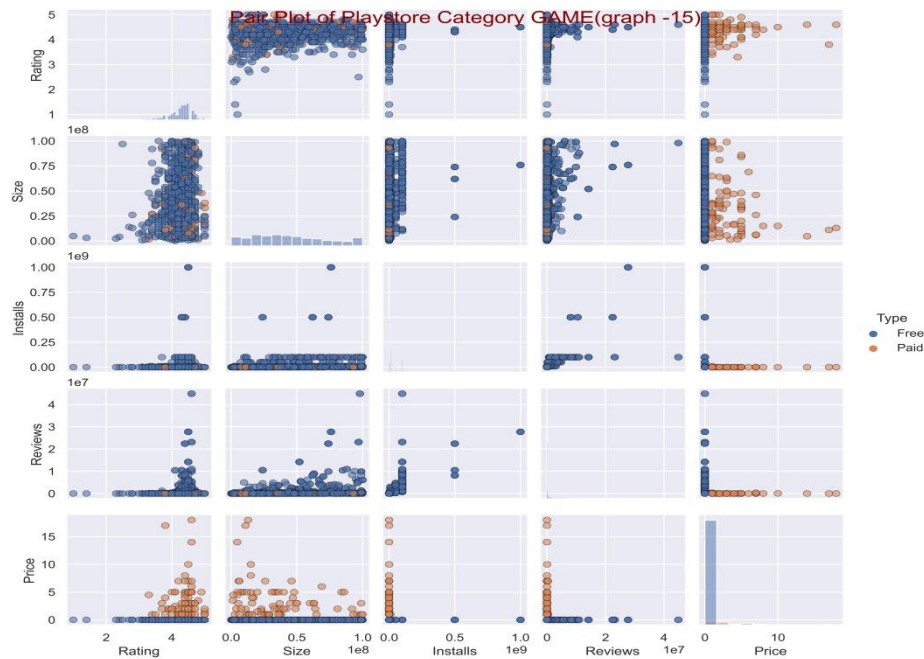 Pair Plot of Playstore Category GAME(graph -15)
5
4
3
2
1
Rating
1e8
1.00
0.75
0.50
0.25
0.00
Size
1e9
1.00
0.75
0.50
0.25
0.00
Installs
Type
Free
Paid
1e7
4
3
2
1
0
Reviews
15
10
5
0
Price
2 4
Rating
0.0 0.5 1.0
1e8
Size
0.0 0.5 1.0
1e9
Installs
0 2 4
1e7
Reviews
0 10
Price